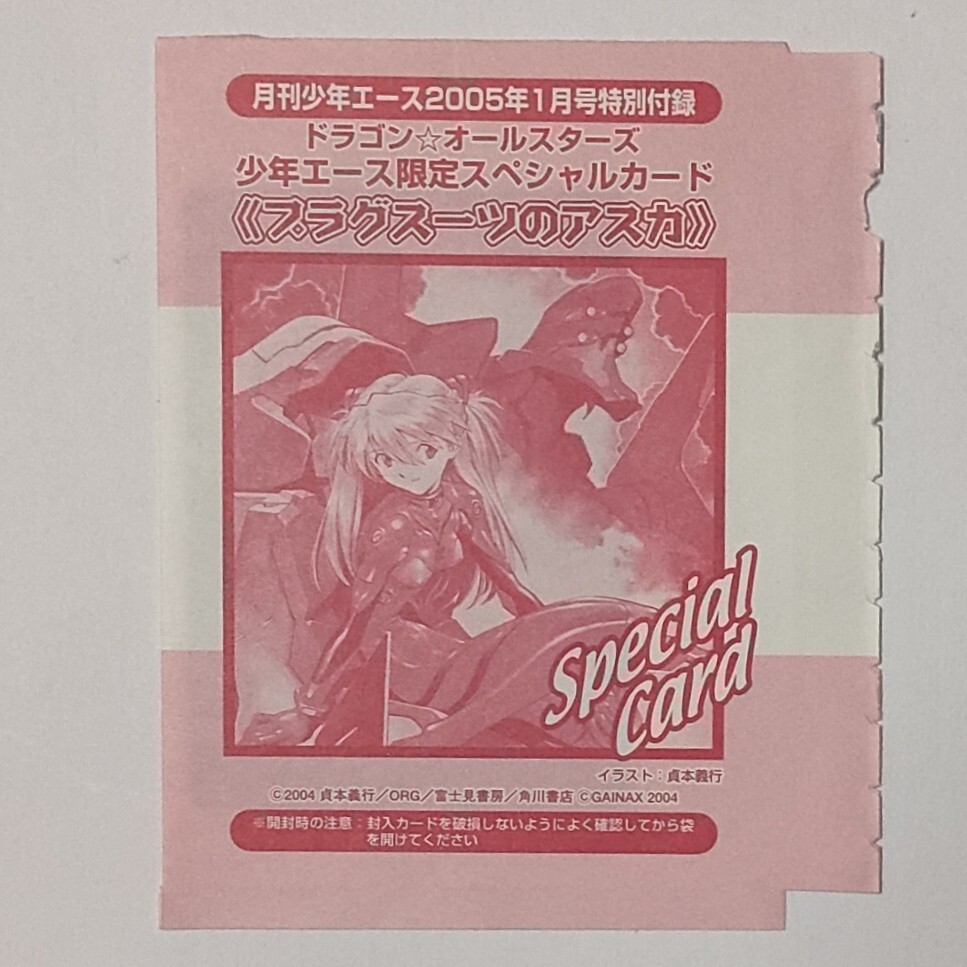 月刊少年エース2005年1月号特別付録
ドラゴン☆オールスターズ
少年エース限定スペシャルカード
《プラグスーツのアスカ》
Special
Card
イラスト：貞本義行
©2004 貞本義行／ORG／富士見書房／角川書店 ©GAINAX 2004
※開封時の注意：封入カードを破損しないようによく確認してから袋
を開けてください